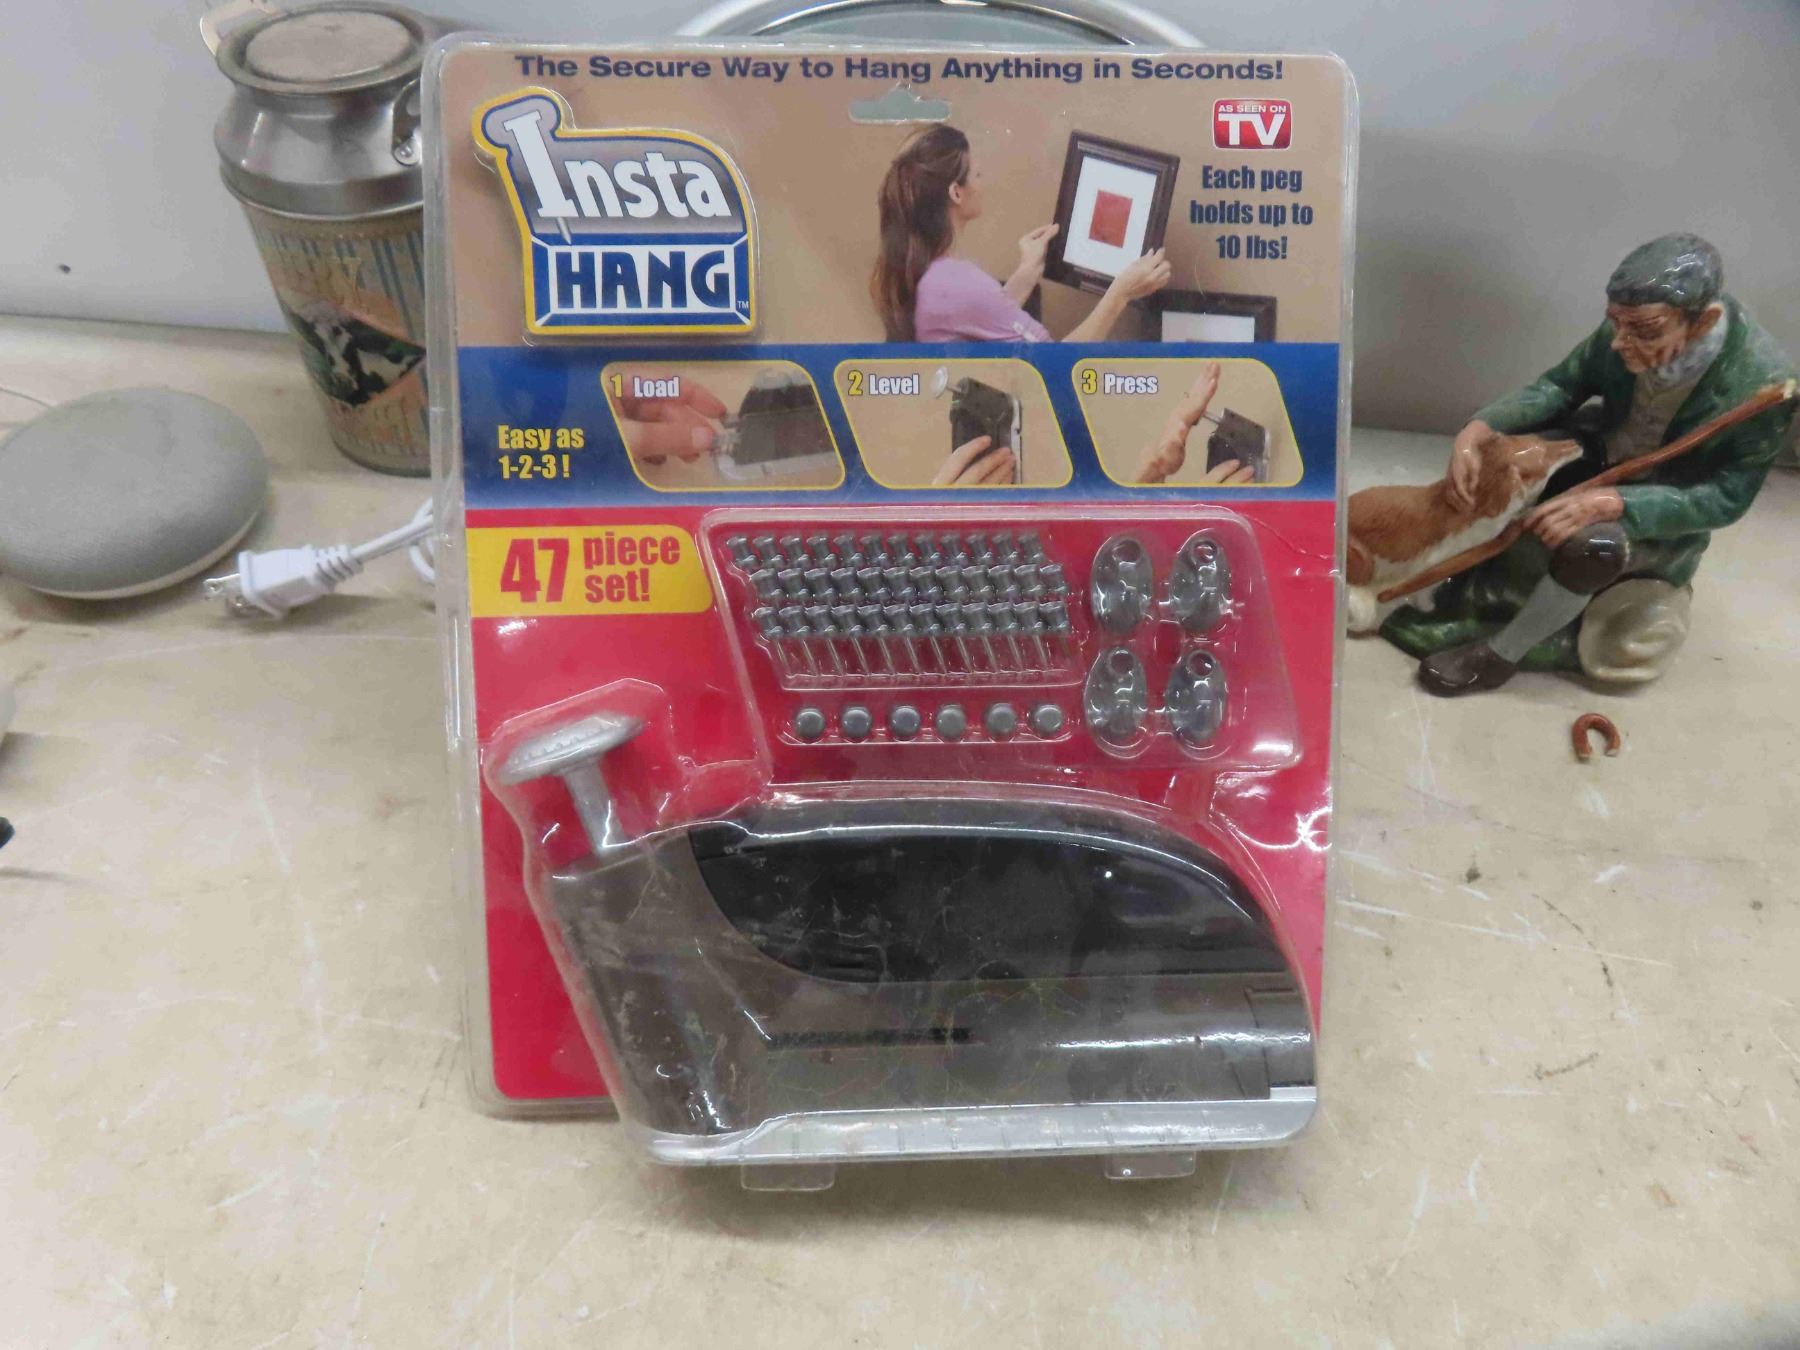 The Secure Way to Hang Anything in Seconds!
Insta
HANG™
AS SEEN ON
TV
Each peg
holds up to
10 lbs!
Easy as
1-2-3!
1 Load
2 Level
3 Press
47 piece
set!